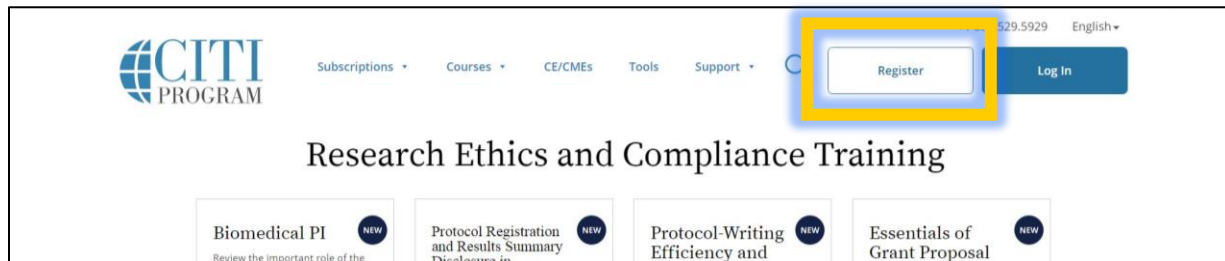 529.5929 English
CITI
PROGRAM
Subscriptions
Courses
CE/CMEs
Tools
Support
Register
Log In
Research Ethics and Compliance Training
Biomedical PI
NEW
Review the important role of the
Protocol Registration
and Results Summary
Disclosure in
NEW
Protocol-Writing
Efficiency and
NEW
Essentials of
Grant Proposal
NEW